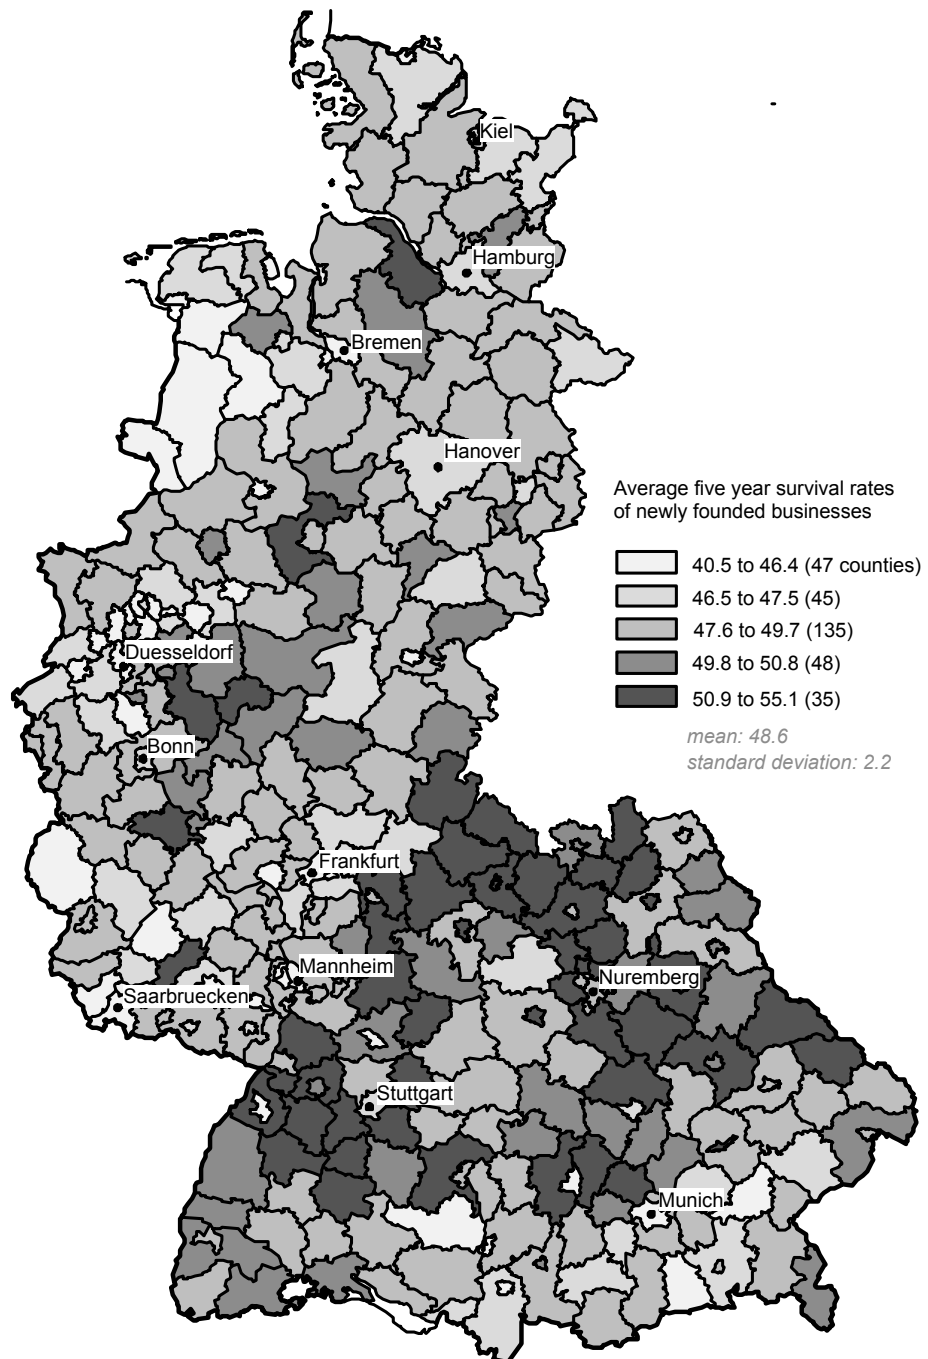 Kiel
Hamburg
Bremen
Hanover
Average five year survival rates
of newly founded businesses
40.5 to 46.4 (47 counties)
46.5 to 47.5 (45)
47.6 to 49.7 (135)
49.8 to 50.8 (48)
50.9 to 55.1 (35)
mean: 48.6
standard deviation: 2.2
Duesseldorf
Bonn
Frankfurt
Mannheim
Nuremberg
Saarbruecken
Stuttgart
Munich